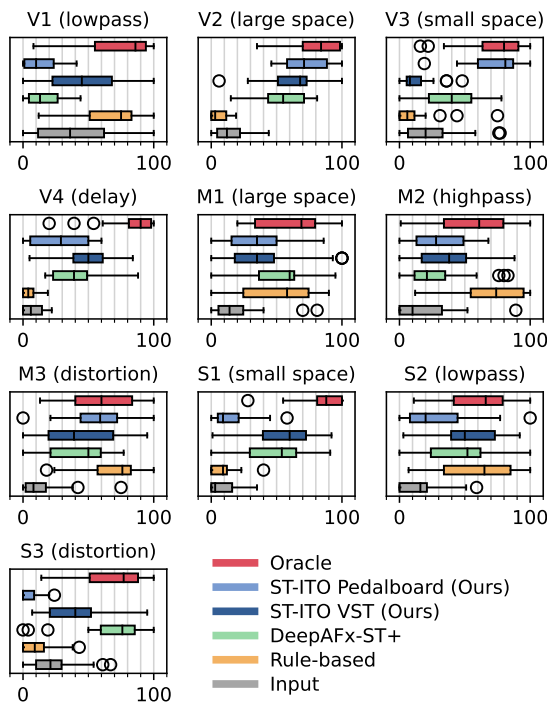 V1 (lowpass)
V2 (large space)
V3 (small space)
0 100
0 100
0 100
V4 (delay)
M1 (large space)
M2 (highpass)
0 100
0 100
0 100
M3 (distortion)
S1 (small space)
S2 (lowpass)
0 100
0 100
0 100
S3 (distortion)
0 100
Oracle
ST-ITO Pedalboard (Ours)
ST-ITO VST (Ours)
DeepAFx-ST+
Rule-based
Input